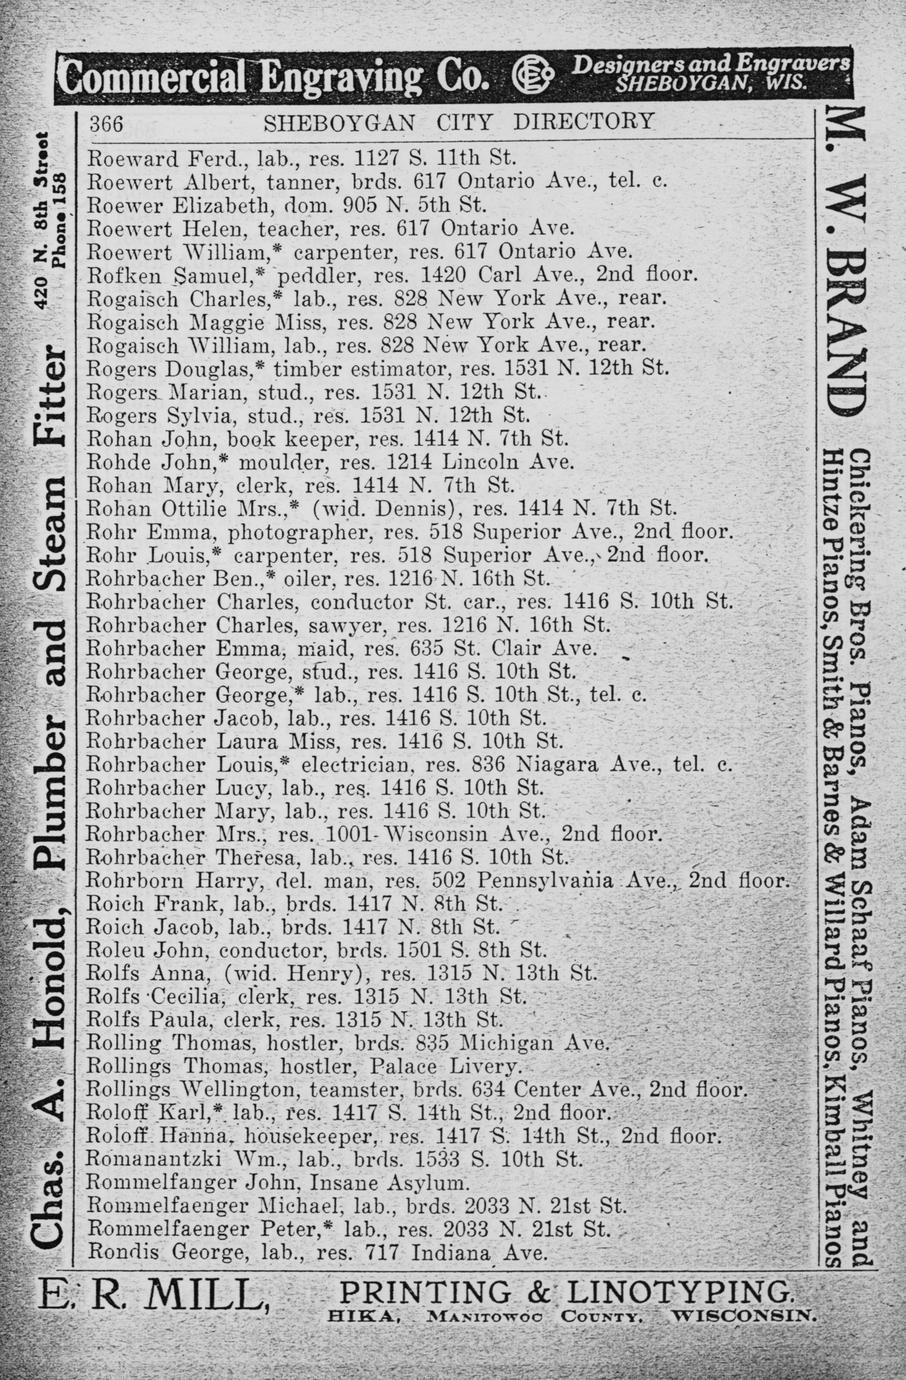 Commercial Engraving Co. CECo Designers and Engravers
SHEBOYGAN, WIS.
366 SHEBOYGAN CITY DIRECTORY
Roeward Ferd., lab., res. 1127 S. 11th St.
Roewert Albert, tanner, brds. 617 Ontario Ave., tel. c.
Roewer Elizabeth, dom. 905 N. 5th St.
Roewert Helen, teacher, res. 617 Ontario Ave.
Roewert William,* carpenter, res. 617 Ontario Ave.
Rofken Samuel,* peddler, res. 1420 Carl Ave., 2nd floor.
Rogaisch Charles,* lab., res. 828 New York Ave., rear.
Rogaisch Maggie Miss, res. 828 New York Ave., rear.
Rogaisch William, lab., res. 828 New York Ave., rear.
Rogers Douglas,* timber estimator, res. 1531 N. 12th St.
Rogers Marian, stud., res. 1531 N. 12th St.
Rogers Sylvia, stud., res. 1531 N. 12th St.
Rohan John, book keeper, res. 1414 N. 7th St.
Rohde John,* moulder, res. 1214 Lincoln Ave.
Rohan Mary, clerk, res. 1414 N. 7th St.
Rohan Ottilie Mrs.,* (wid. Dennis), res. 1414 N. 7th St.
Rohr Emma, photographer, res. 518 Superior Ave., 2nd floor.
Rohr Louis,* carpenter, res. 518 Superior Ave., 2nd floor.
Rohrbacher Ben.,* oiler, res. 1216 N. 16th St.
Rohrbacher Charles, conductor St. car., res. 1416 S. 10th St.
Rohrbacher Charles, sawyer, res. 1216 N. 16th St.
Rohrbacher Emma, maid, res. 635 St. Clair Ave.
Rohrbacher George, stud., res. 1416 S. 10th St.
Rohrbacher George,* lab., res. 1416 S. 10th St., tel. c.
Rohrbacher Jacob, lab., res. 1416 S. 10th St.
Rohrbacher Laura Miss, res. 1416 S. 10th St.
Rohrbacher Louis,* electrician, res. 836 Niagara Ave., tel. c.
Rohrbacher Lucy, lab., res. 1416 S. 10th St.
Rohrbacher Mary, lab., res. 1416 S. 10th St.
Rohrbacher Mrs., res. 1001 Wisconsin Ave., 2nd floor.
Rohrbacher Theresa, lab., res. 1416 S. 10th St.
Rohrborn Harry, del. man, res. 502 Pennsylvania Ave., 2nd floor.
Roich Frank, lab., brds. 1417 N. 8th St.
Roich Jacob, lab., brds. 1417 N. 8th St.
Roleu John, conductor, brds. 1501 S. 8th St.
Rolfs Anna, (wid. Henry), res. 1315 N. 13th St.
Rolfs Cecilia, clerk, res. 1315 N. 13th St.
Rolfs Paula, clerk, res. 1315 N. 13th St.
Rolling Thomas, hostler, brds. 835 Michigan Ave.
Rollings Thomas, hostler, Palace Livery.
Rollings Wellington, teamster, brds. 634 Center Ave., 2nd floor.
Roloff Karl,* lab., res. 1417 S. 14th St., 2nd floor.
Roloff Hanna, housekeeper, res. 1417 S. 14th St., 2nd floor.
Romanantzki Wm., lab., brds. 1533 S. 10th St.
Rommelfanger John, Insane Asylum.
Rommelfaenger Michael, lab., brds. 2033 N. 21st St.
Rommelfaenger Peter,* lab., res. 2033 N. 21st St.
Rondis George, lab., res. 717 Indiana Ave.
Chas. A. Honold, Plumber and Steam Fitter
420 N. 8th Street
Phone 158
M. W. BRAND
Chickering Bros. Pianos, Adam Schaaf Pianos, Whitney and
Hintze Pianos, Smith & Barnes & Willard Pianos, Kimball Pianos
E. R. MILL, PRINTING & LINOTYPING.
HIKA, MANITOWOC COUNTY, WISCONSIN.